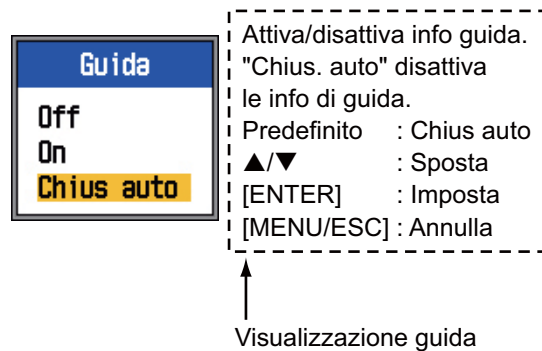 Guida
Off
On
Chius auto
Attiva/disattiva info guida.
"Chius. auto" disattiva
le info di guida.
Predefinito : Chius auto
▲/▼ : Sposta
[ENTER] : Imposta
[MENU/ESC] : Annulla
Visualizzazione guida